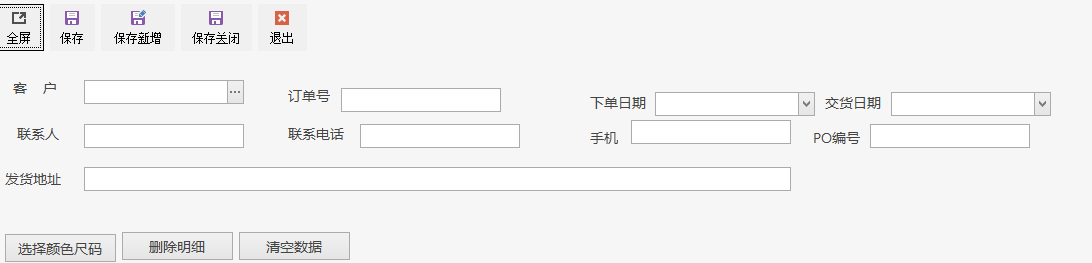 全屏 保存 保存新增 保存关闭 退出
客 户 ... 订单号 下单日期 交货日期
联系人 联系电话 手机 PO编号
发货地址
选择颜色尺码 删除明细 清空数据